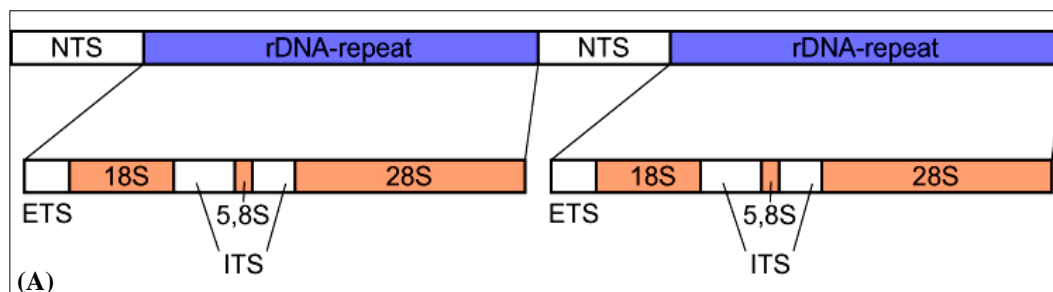 NTS rDNA-repeat NTS rDNA-repeat
18S 28S 18S 28S
ETS 5,8S ETS 5,8S
ITS ITS
(A)